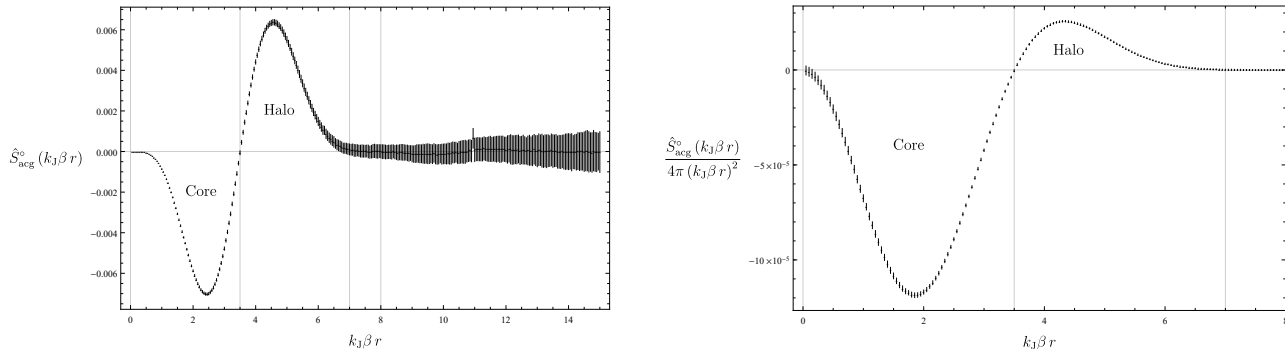 0.006
0.004
0.002
0.000
−0.002
−0.004
−0.006
Halo
Core
Ŝ°acg (kJβ r)
0 2 4 6 8 10 12 14
kJβ r
0
−5×10⁻⁵
−10×10⁻⁵
Halo
Core
Ŝ°acg (kJβ r)
4π (kJβ r)²
0 2 4 6 8
kJβ r